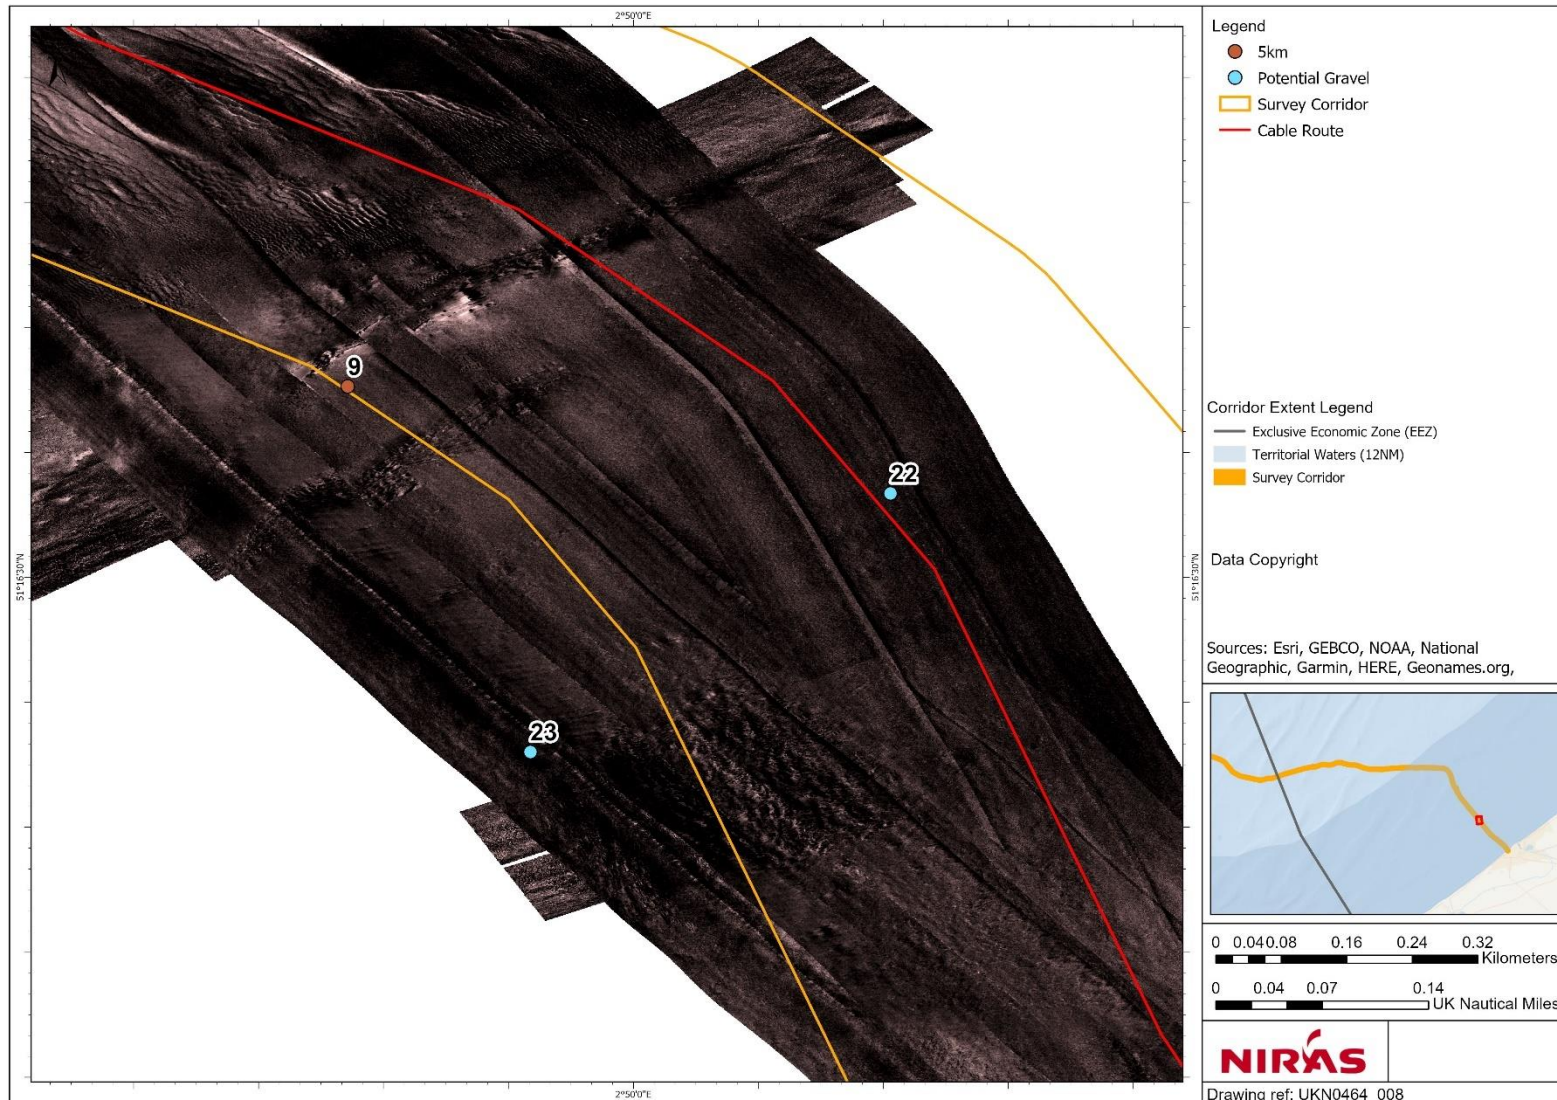 2°50'0"E
Legend
5km
Potential Gravel
Survey Corridor
Cable Route
9
22
23
51°16'30"N
51°16'30"N
2°50'0"E
Corridor Extent Legend
Exclusive Economic Zone (EEZ)
Territorial Waters (12NM)
Survey Corridor
Data Copyright
Sources: Esri, GEBCO, NOAA, National
Geographic, Garmin, HERE, Geonames.org,
0 0.04 0.08 0.16 0.24 0.32
Kilometers
0 0.04 0.07 0.14
UK Nautical Miles
NIRAS
Drawing ref: UKN0464_008